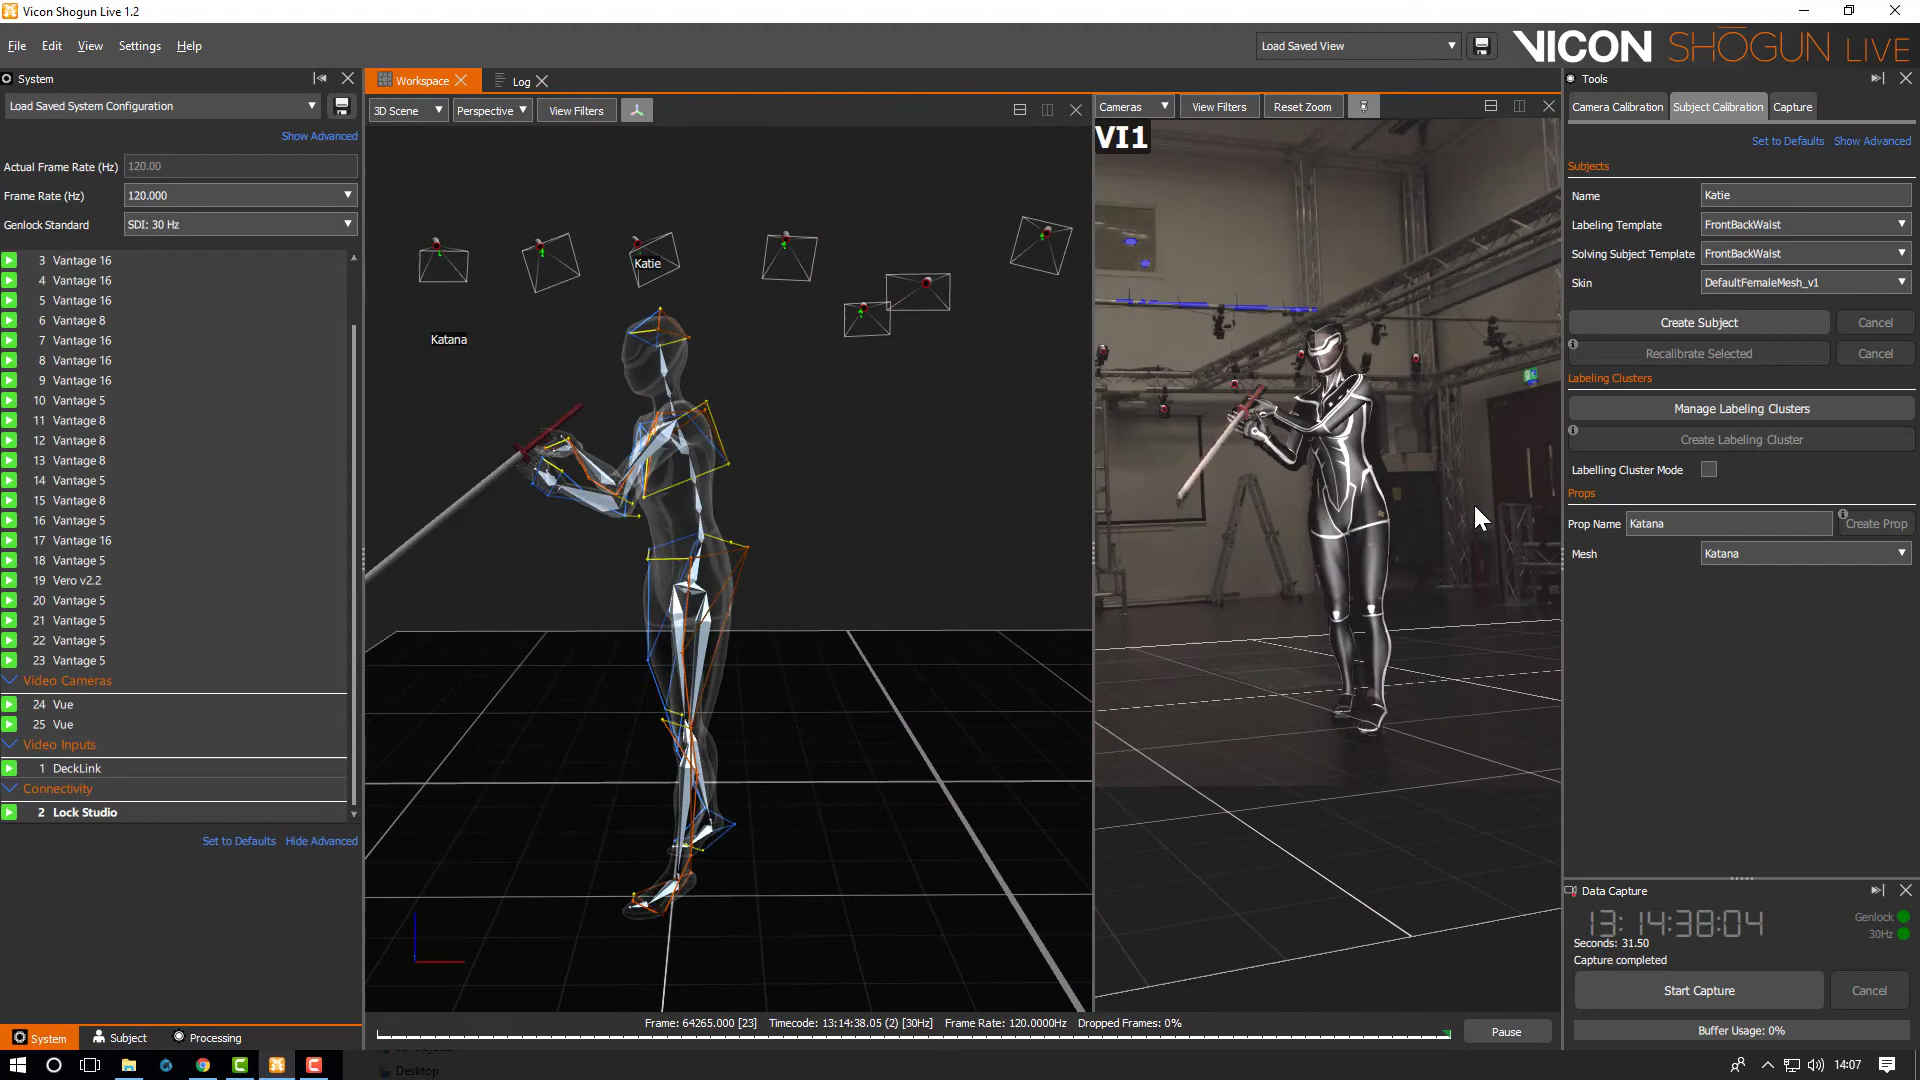 Vicon Shogun Live 1.2
File Edit View Settings Help
Load Saved View
VICON SHOGUN LIVE
System
Load Saved System Configuration
Show Advanced
Actual Frame Rate (Hz) 120.00
Frame Rate (Hz) 120.000
Genlock Standard SDI: 30 Hz
3 Vantage 16
4 Vantage 16
5 Vantage 16
6 Vantage 8
7 Vantage 16
8 Vantage 16
9 Vantage 16
10 Vantage 5
11 Vantage 8
12 Vantage 8
13 Vantage 8
14 Vantage 5
15 Vantage 8
16 Vantage 5
17 Vantage 16
18 Vantage 5
19 Vero v2.2
20 Vantage 5
21 Vantage 5
22 Vantage 5
23 Vantage 5
Video Cameras
24 Vue
25 Vue
Video Inputs
1 DeckLink
Connectivity
2 Lock Studio
Set to Defaults Hide Advanced
System Subject Processing
Workspace Log
3D Scene Perspective View Filters
Katie
Katana
Cameras View Filters Reset Zoom
VI1
Frame: 64265.000 [23] Timecode: 13:14:38.05 (2) [30Hz] Frame Rate: 120.0000Hz Dropped Frames: 0%
Pause
Tools
Camera Calibration Subject Calibration Capture
Set to Defaults Show Advanced
Subjects
Name Katie
Labeling Template FrontBackWaist
Solving Subject Template FrontBackWaist
Skin DefaultFemaleMesh_v1
Create Subject Cancel
Recalibrate Selected Cancel
Labeling Clusters
Manage Labeling Clusters
Create Labeling Cluster
Labelling Cluster Mode
Props
Prop Name Katana Create Prop
Mesh Katana
Data Capture
13:14:38:04
Genlock
30Hz
Seconds: 31.50
Capture completed
Start Capture Cancel
Buffer Usage: 0%
Desktop
14:07